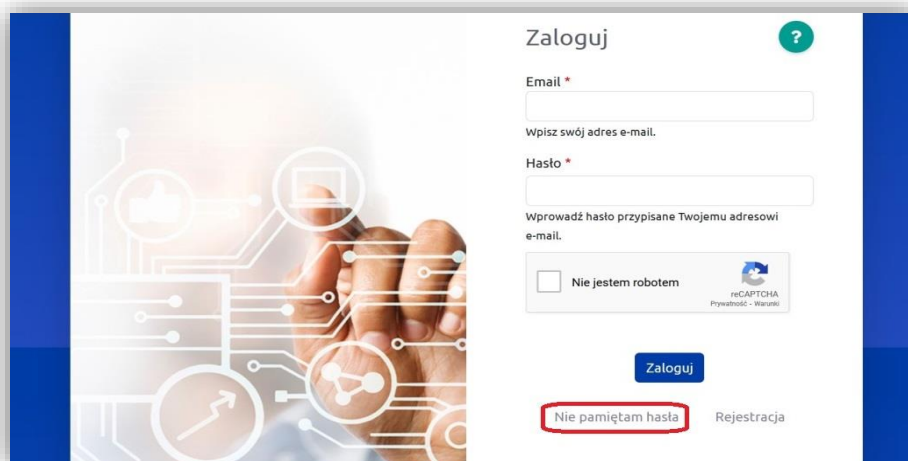 Zaloguj
?
Email *
Wpisz swój adres e-mail.
Hasło *
Wprowadź hasło przypisane Twojemu adresowi
e-mail.
Nie jestem robotem
reCAPTCHA
Prywatność - Warunki
Zaloguj
Nie pamiętam hasła Rejestracja